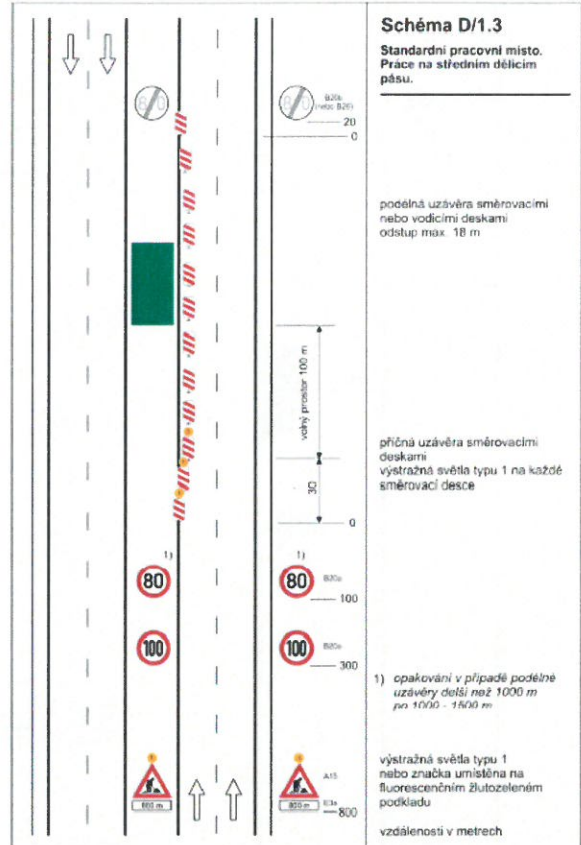 Schéma D/1.3
Standardní pracovní místo.
Práce na středním dělicím
pásu.
80
80
B20b
(nebo B26)
20
0
podélná uzávěra směrovacími
nebo vodicími deskami
odstup max. 18 m
volný prostor 100 m
příčná uzávěra směrovacími
deskami
výstražná světla typu 1 na každé
směrovací desce
30
0
1)
1)
80
80
B20a
100
100
100
B20a
300
1) opakování v případě podélné
uzávěry delší než 1000 m
po 1000 - 1500 m
výstražná světla typu 1
nebo značka umístěna na
fluorescenčním žlutozeleném
podkladu
A15
800 m
800 m
E3a
800
vzdálenosti v metrech